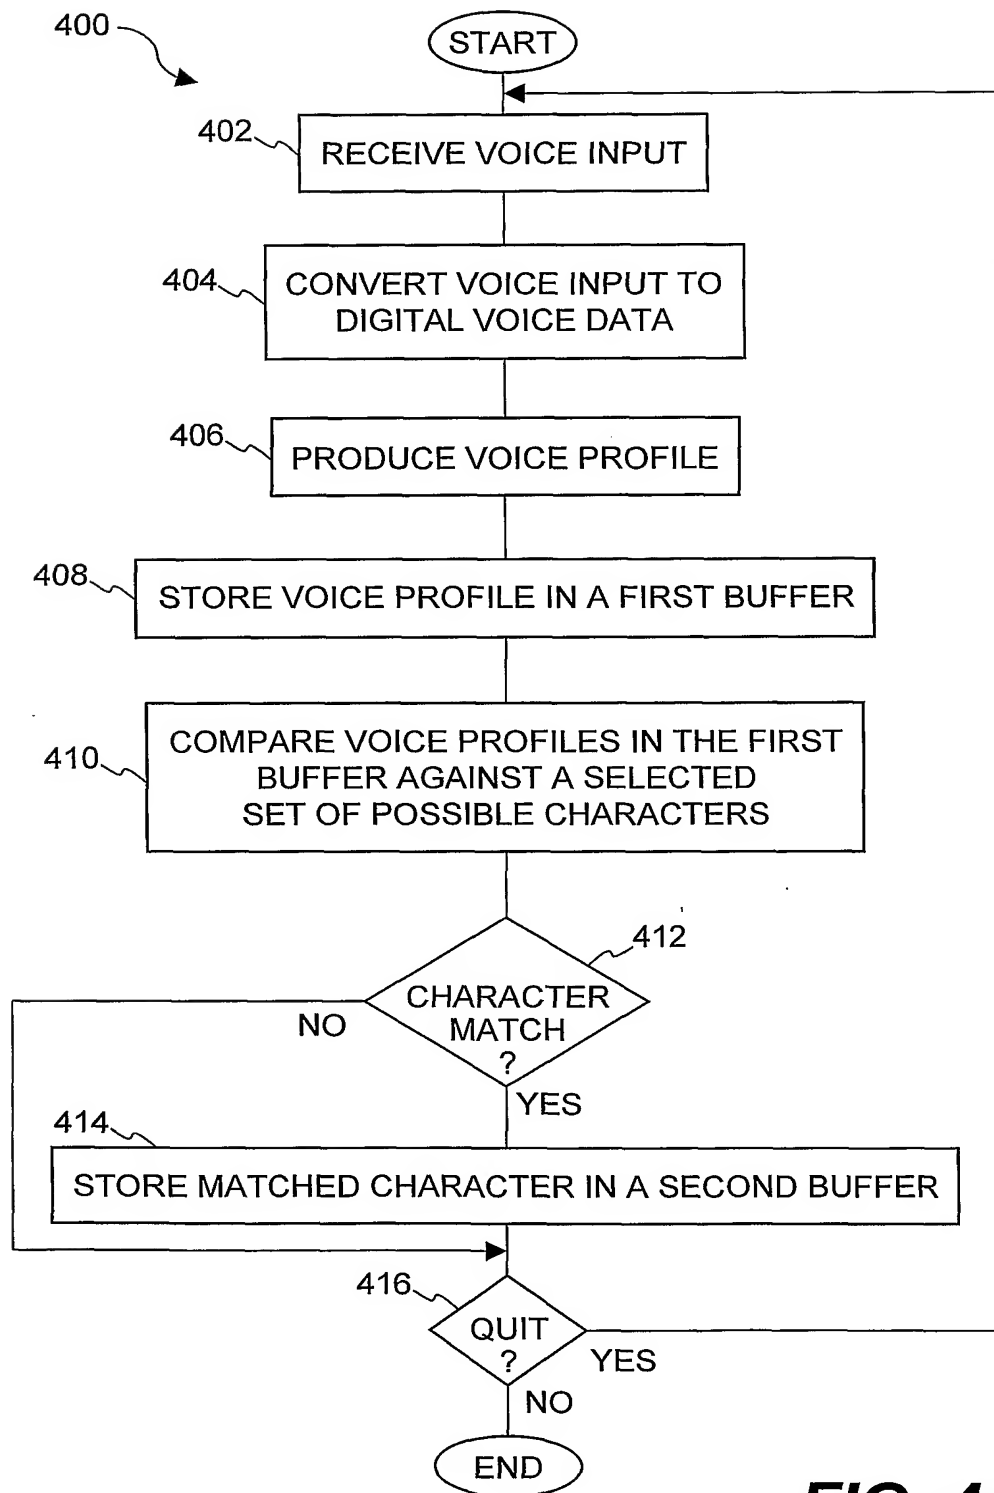 400
START
402
RECEIVE VOICE INPUT
404
CONVERT VOICE INPUT TO
DIGITAL VOICE DATA
406
PRODUCE VOICE PROFILE
408
STORE VOICE PROFILE IN A FIRST BUFFER
410
COMPARE VOICE PROFILES IN THE FIRST
BUFFER AGAINST A SELECTED
SET OF POSSIBLE CHARACTERS
412
CHARACTER
MATCH
?
NO
YES
414
STORE MATCHED CHARACTER IN A SECOND BUFFER
416
QUIT
?
YES
NO
END
FIG. 4